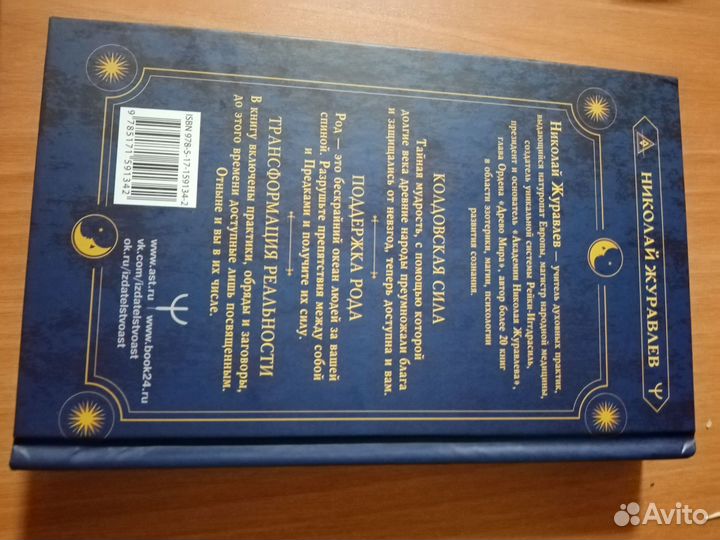 НИКОЛАЙ ЖУРАВЛЕВ
Николай Журавлев — учитель духовных практик,
выдающийся натуропат Европы, магистр народной медицины,
создатель уникальной системы Рейки-Иггдрасиль,
президент и основатель «Академии Николая Журавлева»,
глава Ордена «Древо Мира», автор более 20 книг
в области эзотерики, магии, психологии
развития сознания.
КОЛДОВСКАЯ СИЛА
Тайная мудрость, с помощью которой
долгие века древние народы преумножали блага
и защищались от невзгод, теперь доступна и вам.
ПОДДЕРЖКА РОДА
Род — это бескрайний океан людей за вашей
спиной. Разрушьте препятствия между собой
и Предками и получите их силу.
ТРАНСФОРМАЦИЯ РЕАЛЬНОСТИ
В книгу включены практики, обряды и заговоры,
до этого времени доступные лишь посвященным.
Отныне и вы в их числе.
ISBN 978-5-17-159134-2
9 785171 591342
www.ast.ru | www.book24.ru
vk.com/izdatelstvoast
ok.ru/izdatelstvoast
Avito